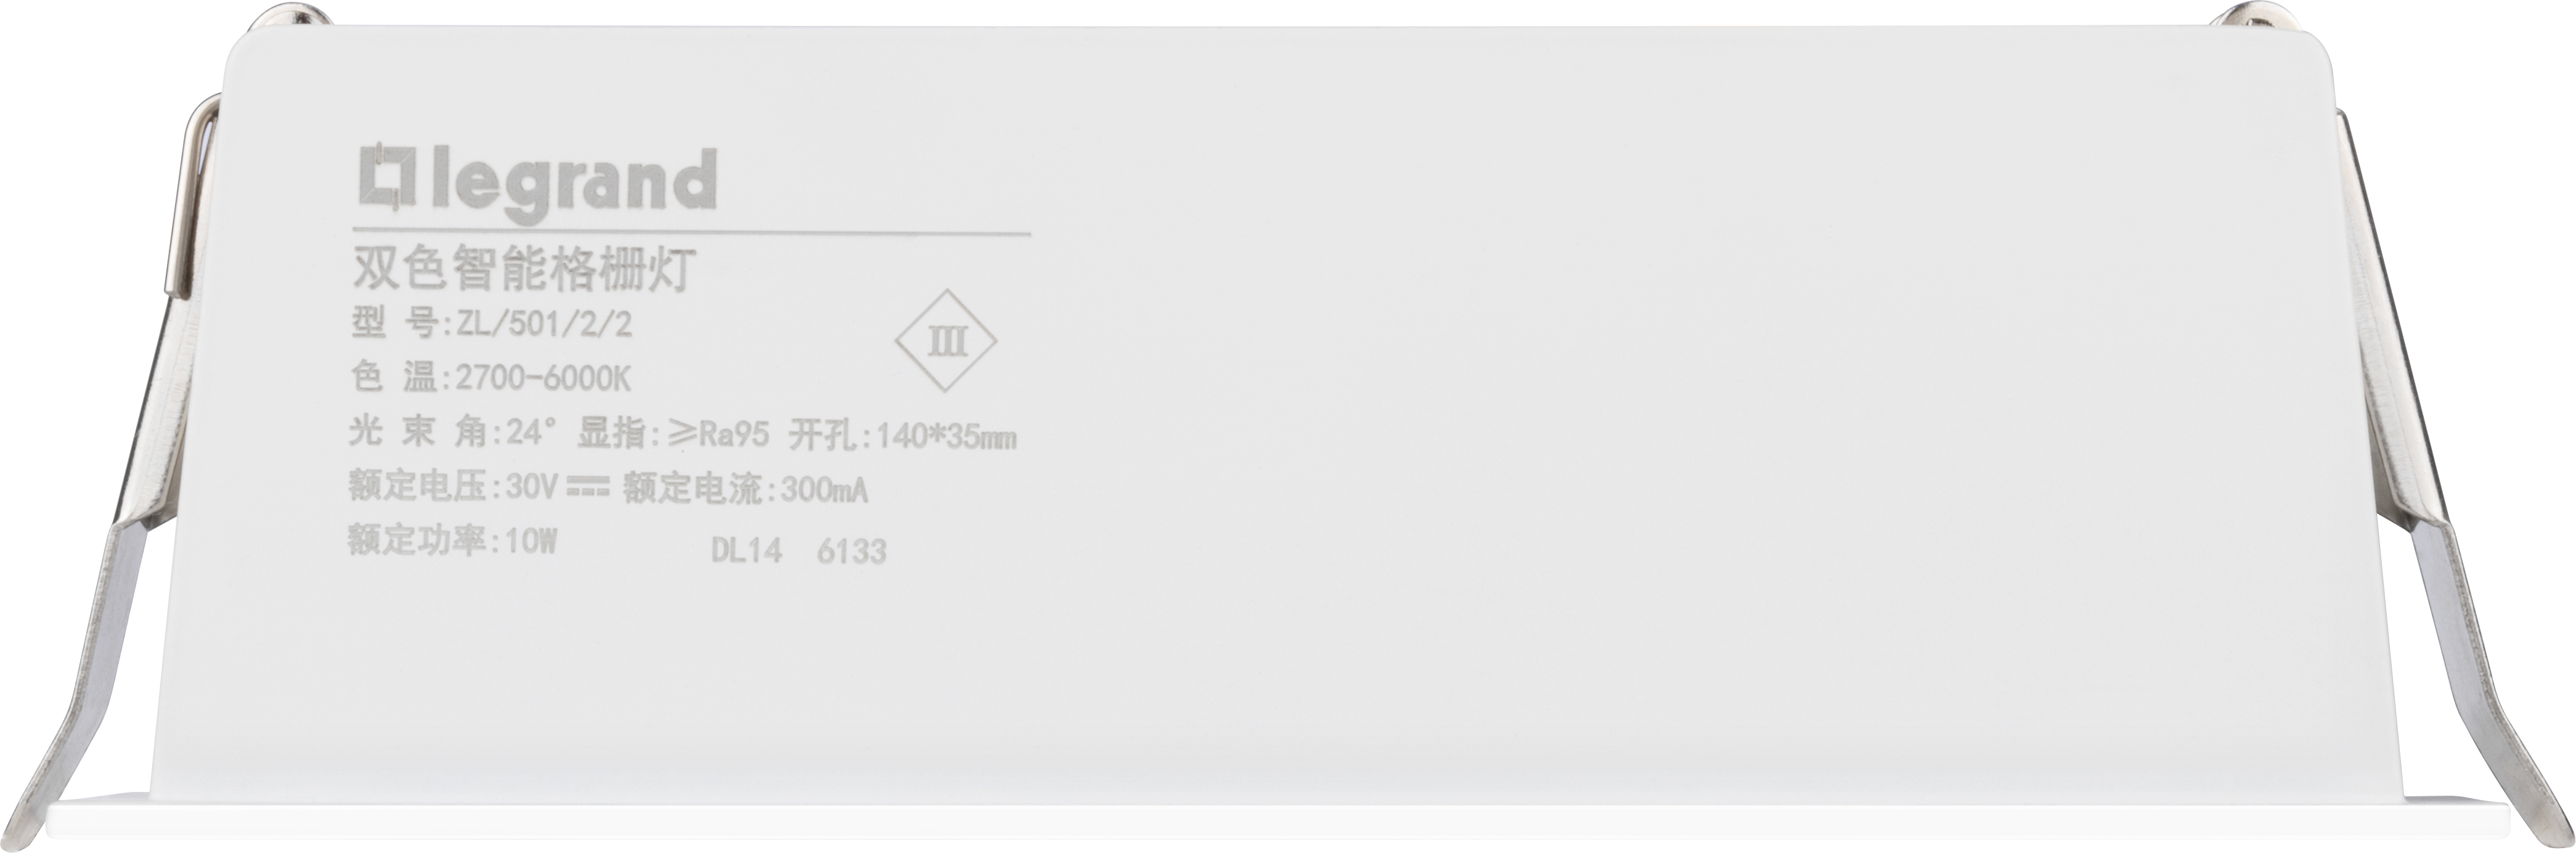 legrand
双色智能格栅灯
型 号:ZL/501/2/2
色 温:2700-6000K
III
光 束 角:24° 显指:≥Ra95 开孔:140*35mm
额定电压:30V⎓ 额定电流:300mA
额定功率:10W DL14 6133